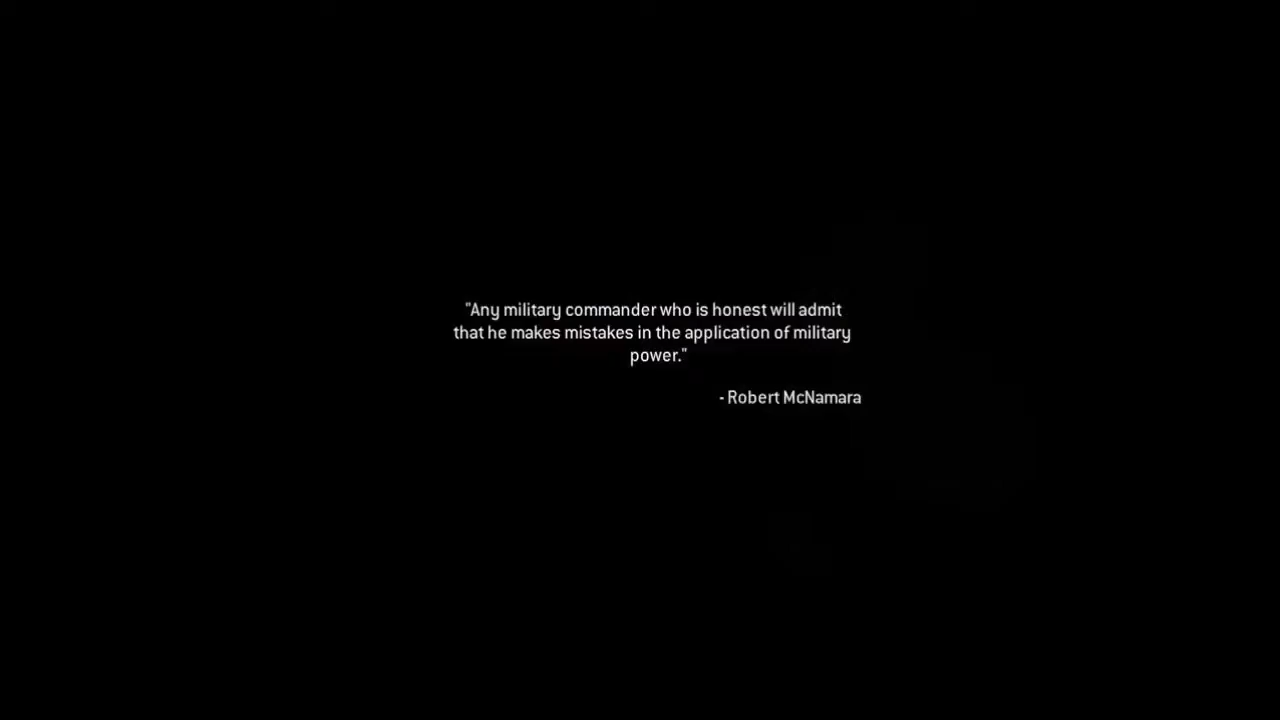 "Any military commander who is honest will admit
that he makes mistakes in the application of military
power."
- Robert McNamara